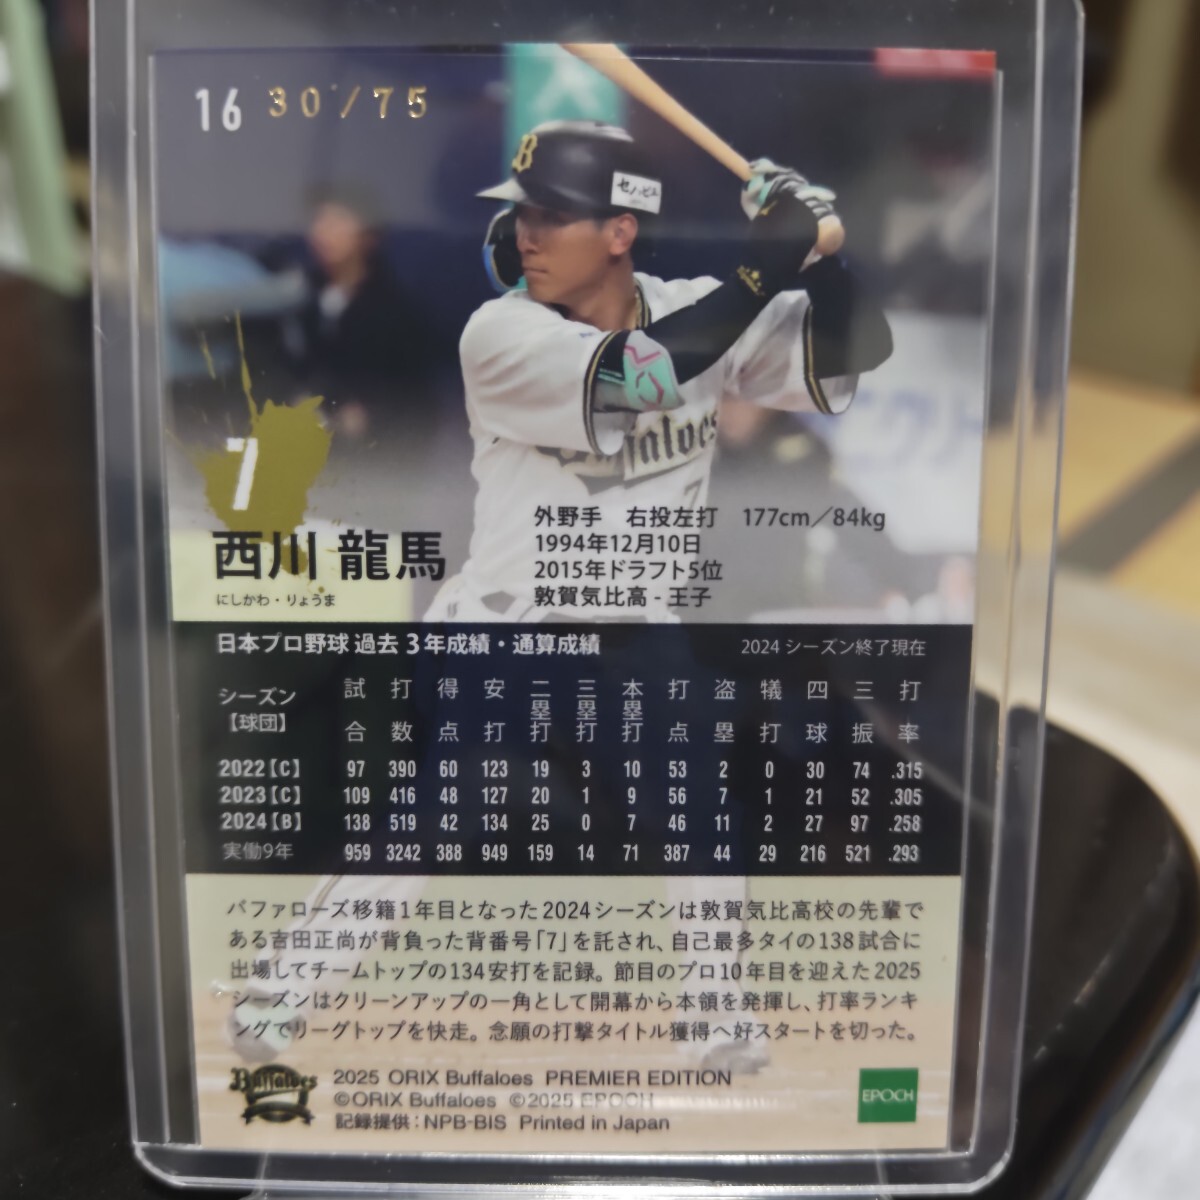 16 30/75
B
セノビル
Buffaloes
7
7
西川 龍馬
にしかわ・りょうま
外野手 右投左打 177cm/84kg
1994年12月10日
2015年ドラフト5位
敦賀気比高 - 王子
日本プロ野球 過去3年成績・通算成績 2024シーズン終了現在
シーズン【球団】 試合 打数 得点 安打 二塁打 三塁打 本塁打 打点 盗塁 犠打 四球 三振 打率
2022【C】 97 390 60 123 19 3 10 53 2 0 30 74 .315
2023【C】 109 416 48 127 20 1 9 56 7 1 21 52 .305
2024【B】 138 519 42 134 25 0 7 46 11 2 27 97 .258
実働9年 959 3242 388 949 159 14 71 387 44 29 216 521 .293
バファローズ移籍1年目となった2024シーズンは敦賀気比高校の先輩で
ある吉田正尚が背負った背番号「7」を託され、自己最多タイの138試合に
出場してチームトップの134安打を記録。節目のプロ10年目を迎えた2025
シーズンはクリーンアップの一角として開幕から本領を発揮し、打率ランキ
ングでリーグトップを快走。念願の打撃タイトル獲得へ好スタートを切った。
Buffaloes
2025 ORIX Buffaloes PREMIER EDITION
©ORIX Buffaloes ©2025 EPOCH
記録提供：NPB-BIS Printed in Japan
EPOCH